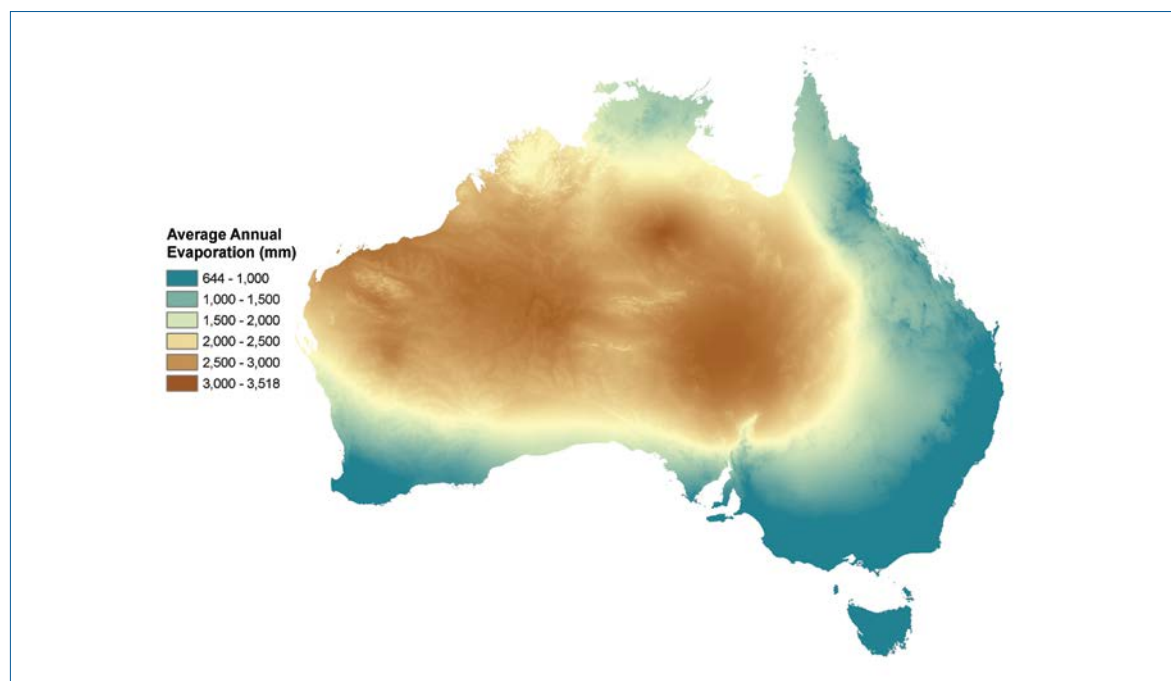 Average Annual
Evaporation (mm)
644 - 1,000
1,000 - 1,500
1,500 - 2,000
2,000 - 2,500
2,500 - 3,000
3,000 - 3,518